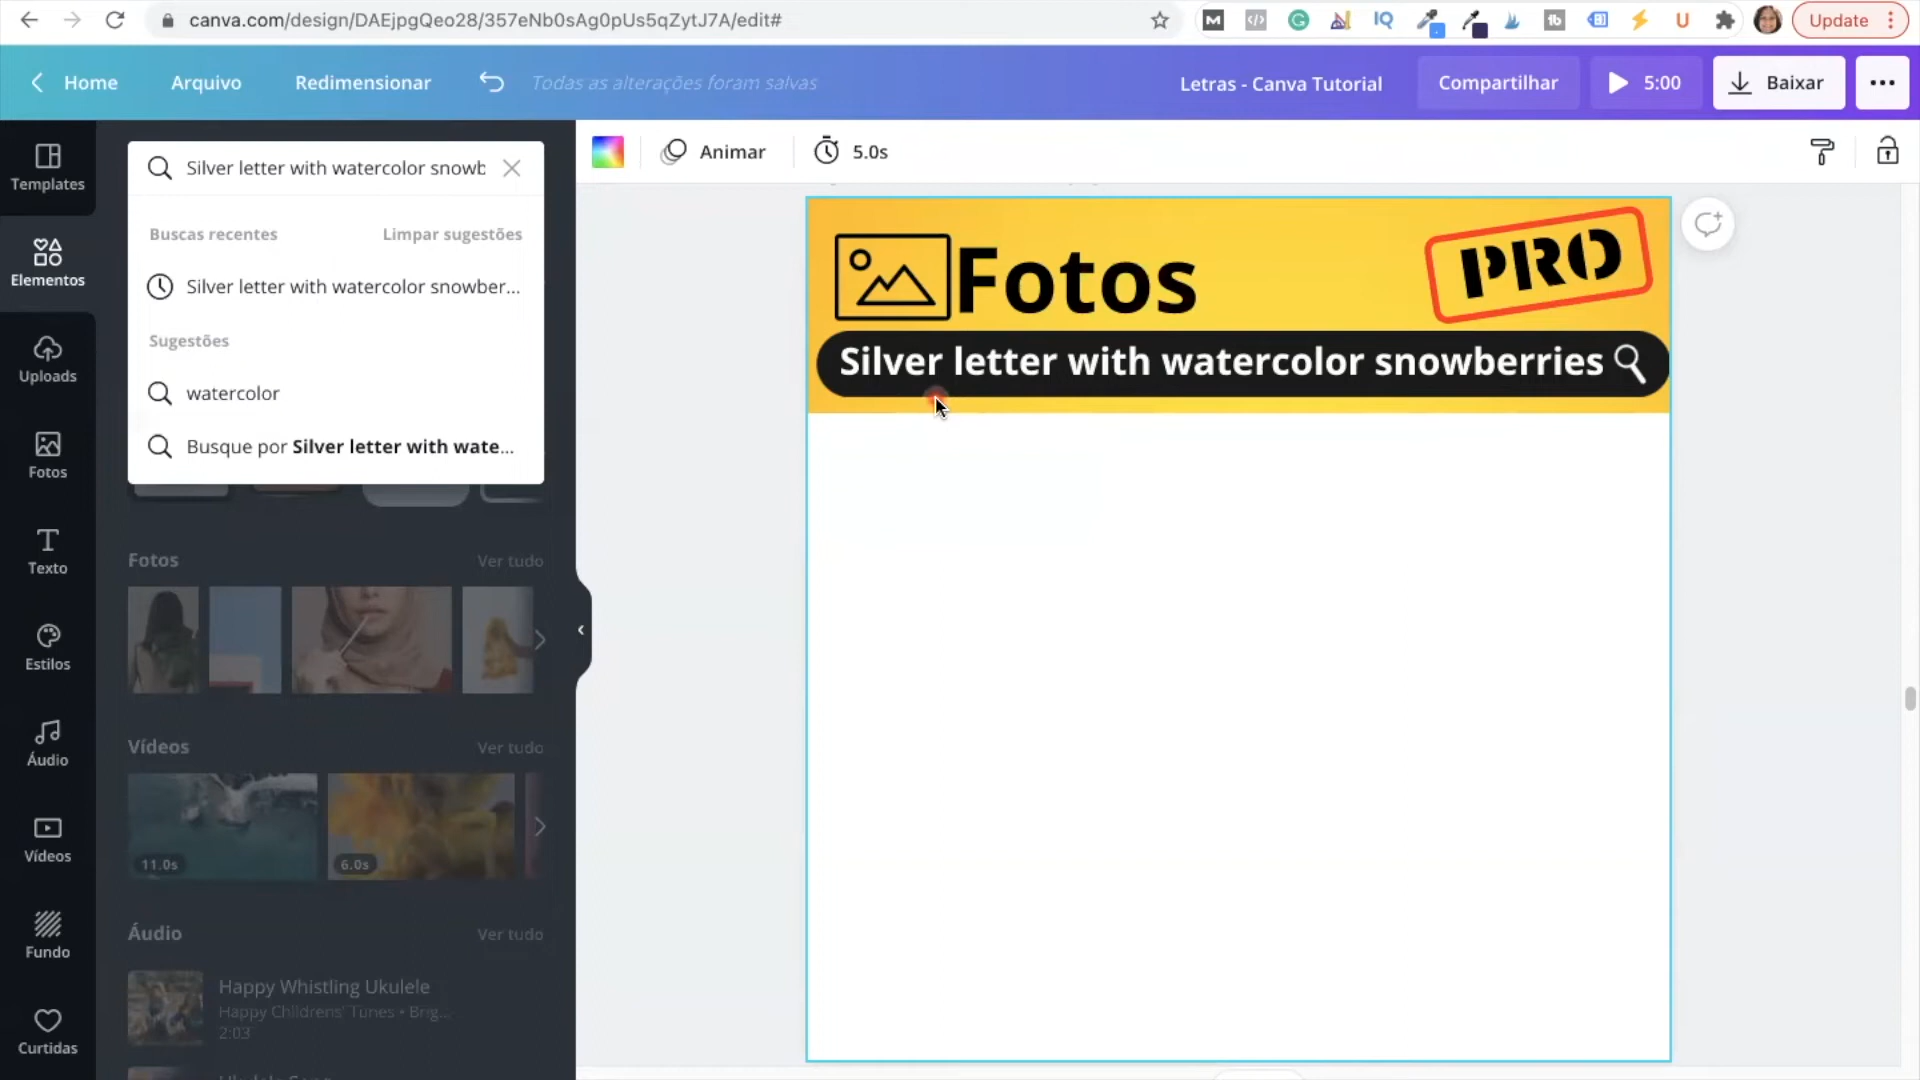 canva.com/design/DAEjpgQeo28/357eNb0sAg0pUs5qZytJ7A/edit#
Update
Home
Arquivo
Redimensionar
Todas as alterações foram salvas
Letras - Canva Tutorial
Compartilhar
5:00
Baixar
Templates
Elementos
Uploads
Fotos
Texto
Estilos
Áudio
Vídeos
Fundo
Curtidas
Silver letter with watercolor snowb
Buscas recentes
Limpar sugestões
Silver letter with watercolor snowber...
Sugestões
watercolor
Busque por Silver letter with wate...
Fotos
Ver tudo
Vídeos
Ver tudo
11.0s
6.0s
Áudio
Ver tudo
Happy Whistling Ukulele
Happy Childrens' Tunes • Brig...
2:03
Animar
5.0s
Fotos
PRO
Silver letter with watercolor snowberries